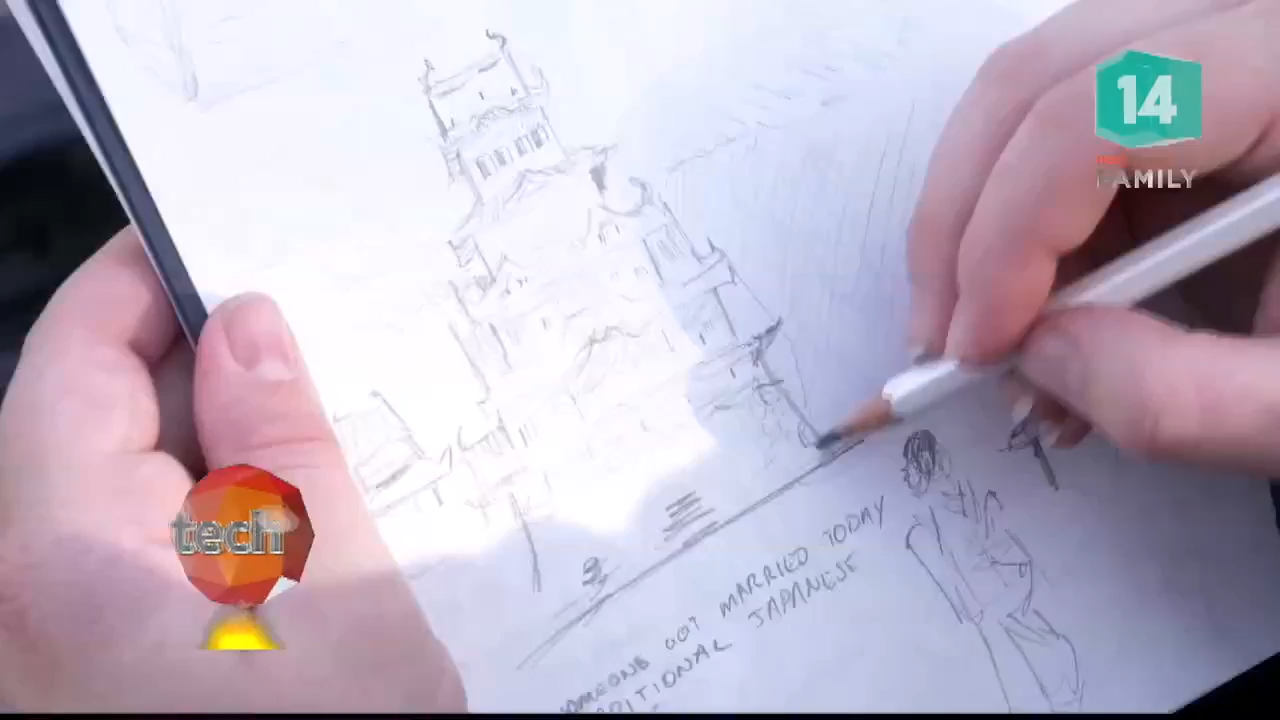 14
FAMILY
tech
SOMEONE GOT MARRIED TODAY
TRADITIONAL JAPANESE